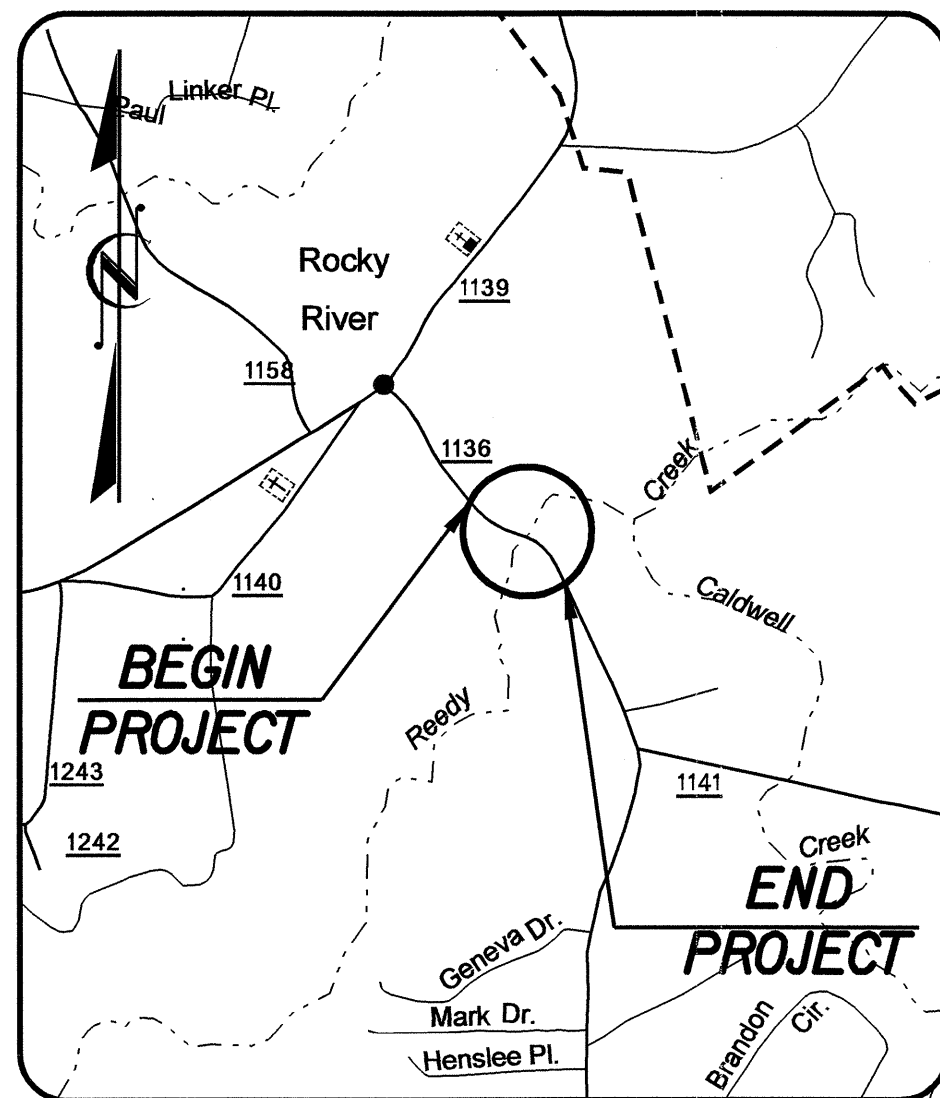 Paul
Linker Pl.
N
Rocky
River
1139
1158
1136
Creek
1140
Caldwell
BEGIN
PROJECT
Reedy
1243
1141
1242
Creek
END
PROJECT
Geneva Dr.
Mark Dr.
Brandon
Cir.
Henslee Pl.